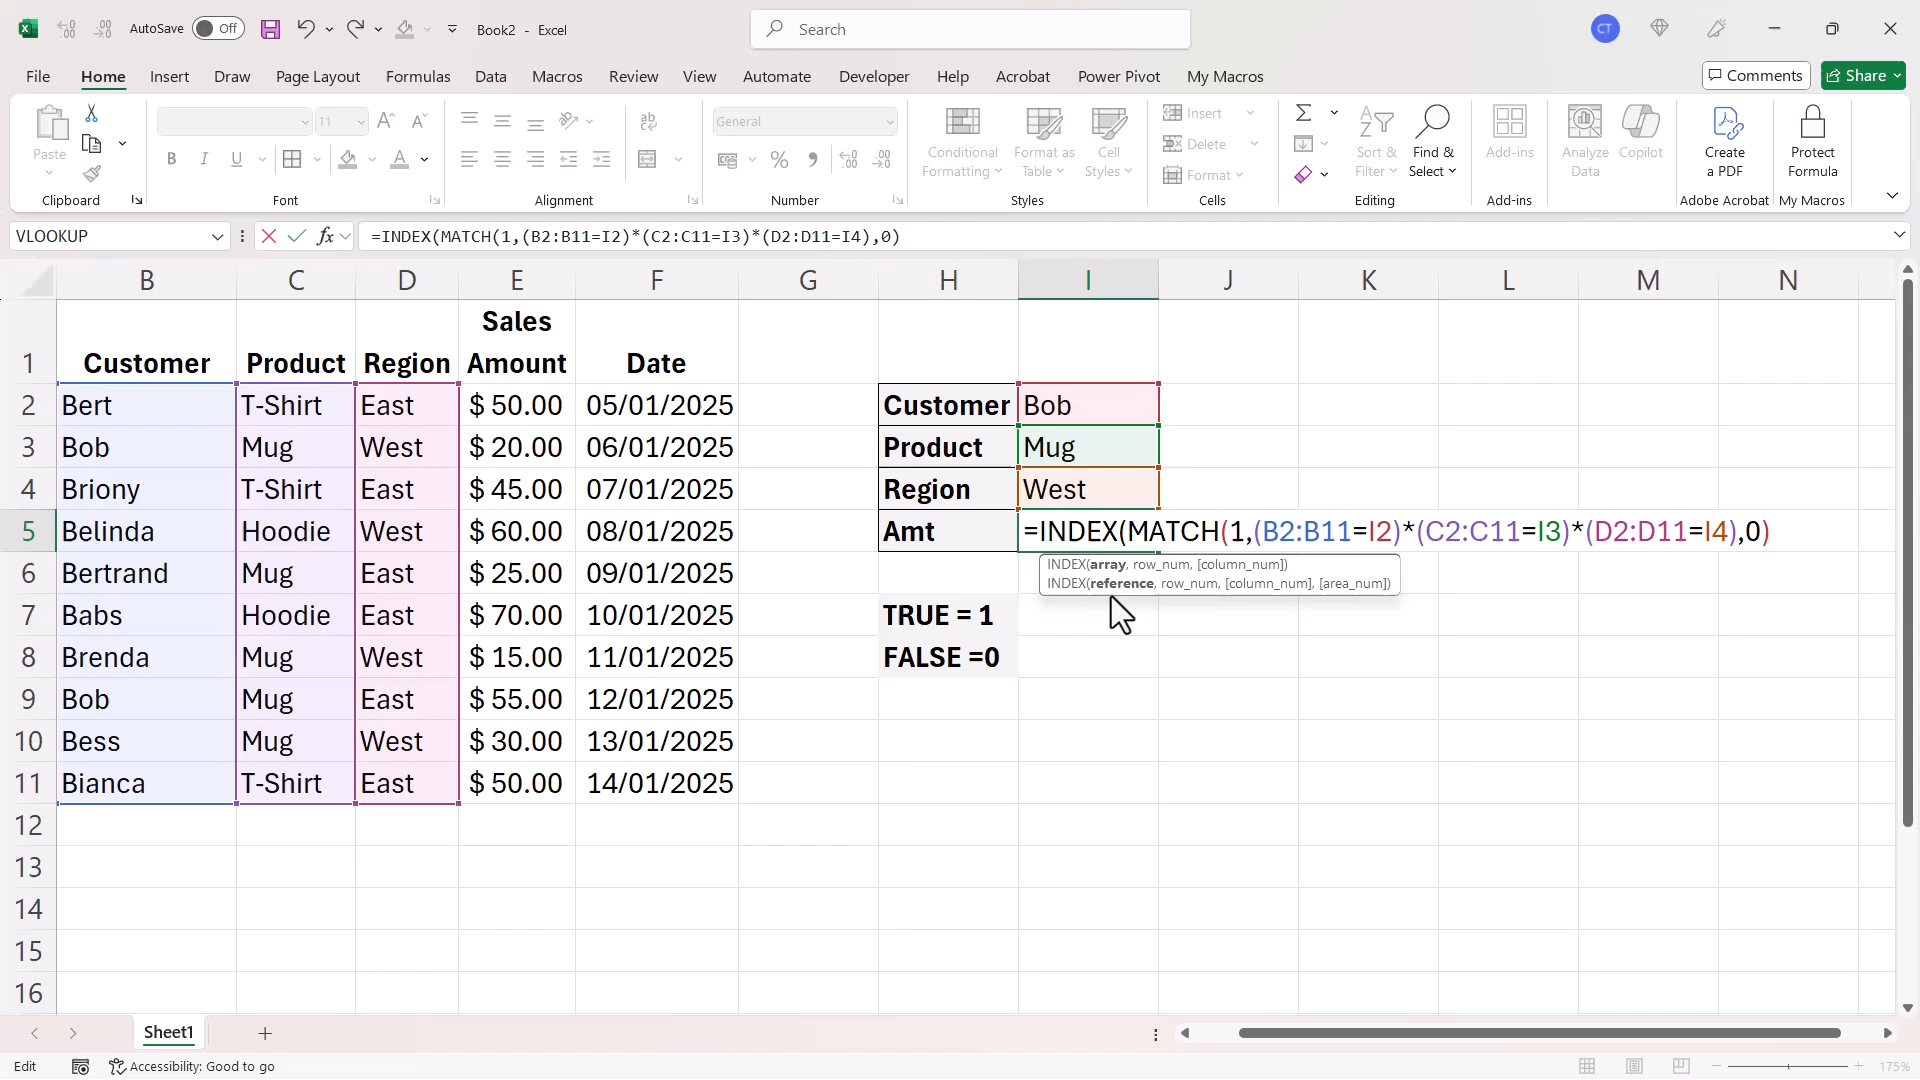 AutoSave Off Book2 - Excel Search CT
File Home Insert Draw Page Layout Formulas Data Macros Review View Automate Developer Help Acrobat Power Pivot My Macros Comments Share
Paste
11
General
Conditional Formatting
Format as Table
Cell Styles
Insert
Delete
Format
Sort & Filter
Find & Select
Add-ins
Analyze Data
Copilot
Create a PDF
Protect Formula
Clipboard Font Alignment Number Styles Cells Editing Add-ins Adobe Acrobat My Macros
VLOOKUP fx =INDEX(MATCH(1,(B2:B11=I2)*(C2:C11=I3)*(D2:D11=I4),0)
B C D E F G H I J K L M N
Sales
1 Customer Product Region Amount Date
2 Bert T-Shirt East $ 50.00 05/01/2025 Customer Bob
3 Bob Mug West $ 20.00 06/01/2025 Product Mug
4 Briony T-Shirt East $ 45.00 07/01/2025 Region West
5 Belinda Hoodie West $ 60.00 08/01/2025 Amt =INDEX(MATCH(1,(B2:B11=I2)*(C2:C11=I3)*(D2:D11=I4),0)
INDEX(array, row_num, [column_num])
INDEX(reference, row_num, [column_num], [area_num])
6 Bertrand Mug East $ 25.00 09/01/2025
7 Babs Hoodie East $ 70.00 10/01/2025 TRUE = 1
8 Brenda Mug West $ 15.00 11/01/2025 FALSE =0
9 Bob Mug East $ 55.00 12/01/2025
10 Bess Mug West $ 30.00 13/01/2025
11 Bianca T-Shirt East $ 50.00 14/01/2025
12
13
14
15
16
Sheet1
Edit Accessibility: Good to go 175%